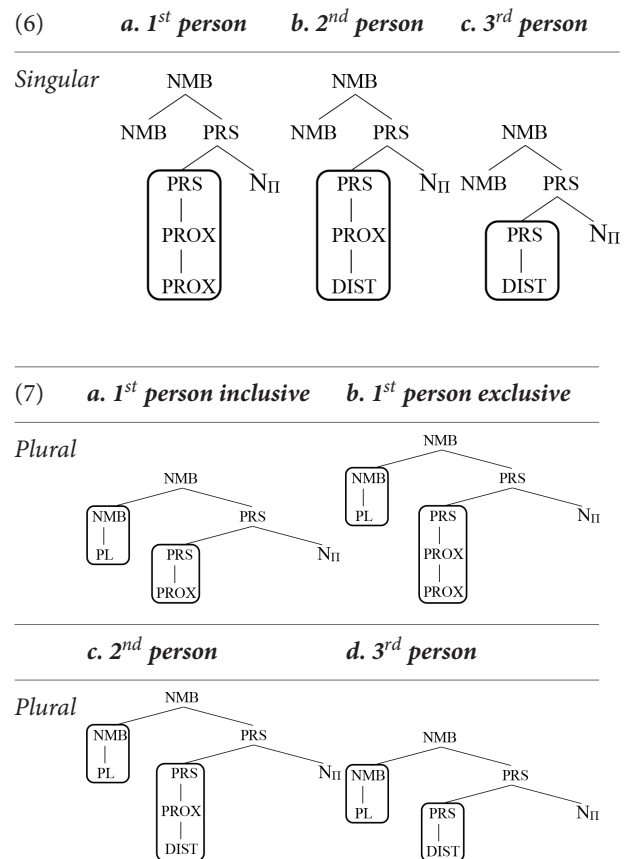 (6) a. 1st person b. 2nd person c. 3rd person
Singular
NMB NMB
NMB PRS NMB PRS NMB
PRS NΠ PRS NΠ NMB PRS
PROX PROX PRS NΠ
PROX DIST DIST
(7) a. 1st person inclusive b. 1st person exclusive
Plural
NMB
NMB NMB PRS
NMB PRS PL PRS NΠ
PL PRS NΠ PROX
PROX PROX
c. 2nd person d. 3rd person
Plural
NMB
NMB PRS NMB
PL PRS NΠ NMB PRS
PROX PL PRS NΠ
DIST DIST